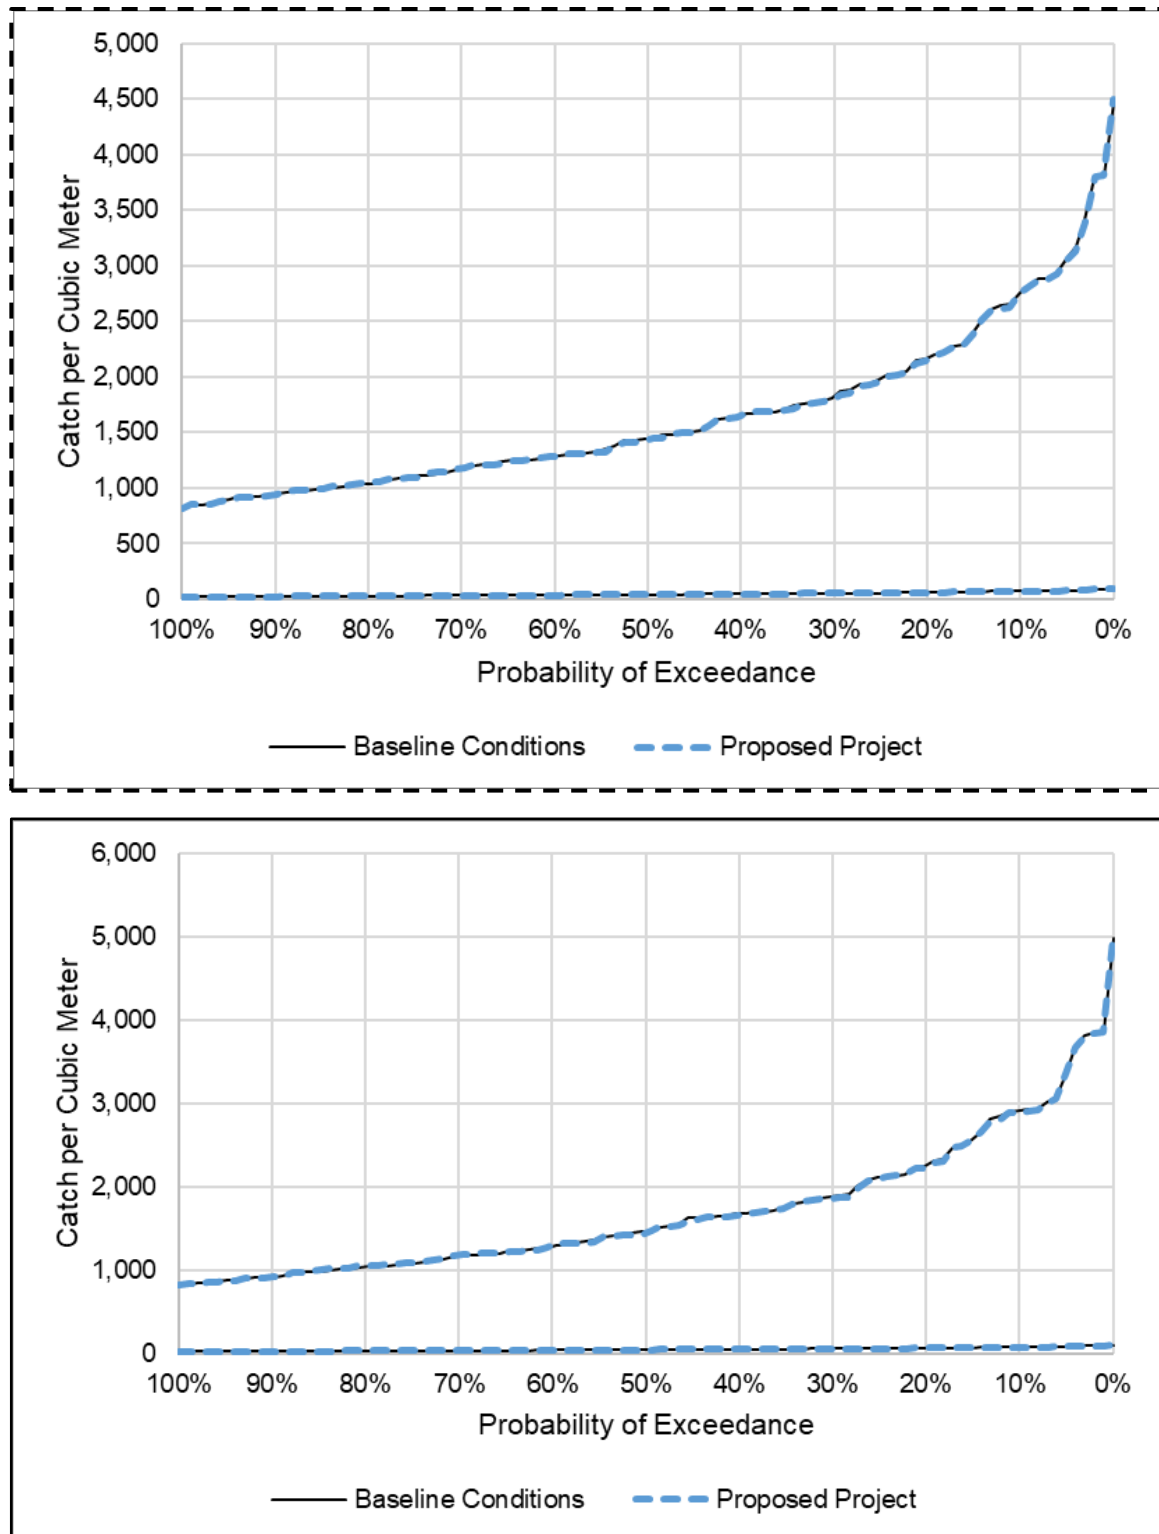 5,000
4,500
4,000
3,500
3,000
2,500
2,000
1,500
1,000
500
0
Catch per Cubic Meter
100% 90% 80% 70% 60% 50% 40% 30% 20% 10% 0%
Probability of Exceedance
Baseline Conditions Proposed Project
6,000
5,000
4,000
3,000
2,000
1,000
0
Catch per Cubic Meter
100% 90% 80% 70% 60% 50% 40% 30% 20% 10% 0%
Probability of Exceedance
Baseline Conditions Proposed Project